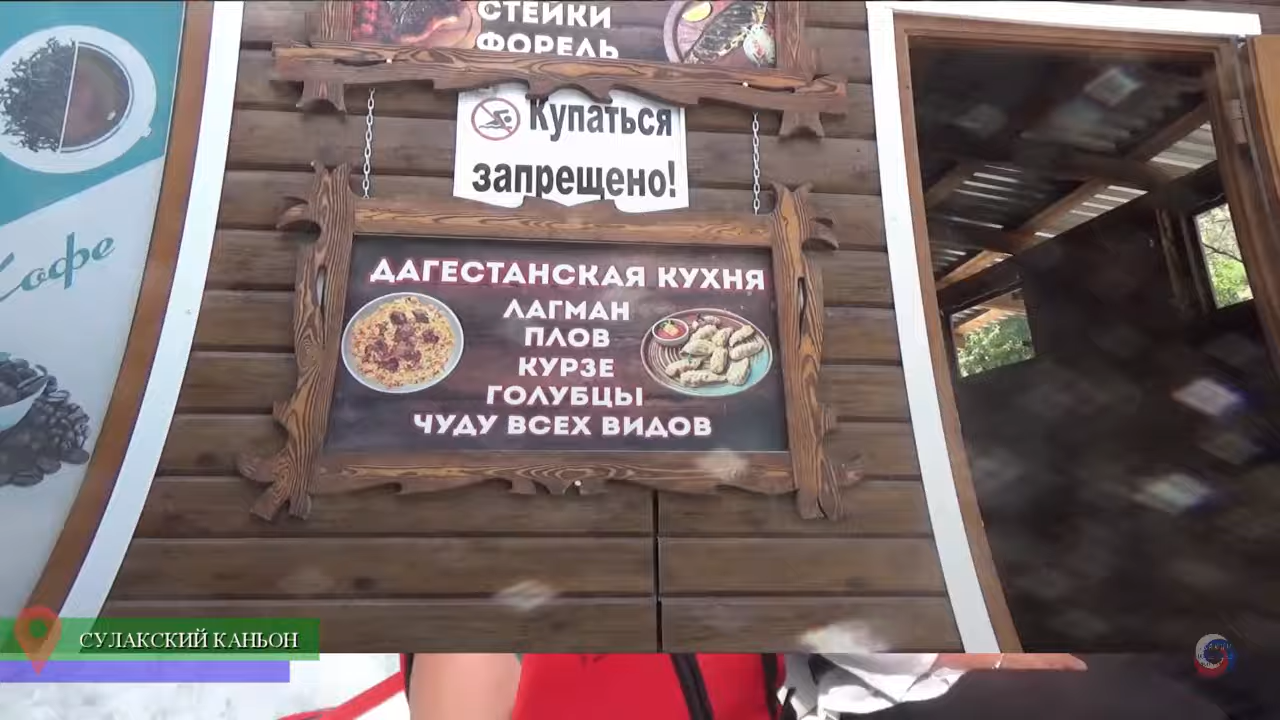 СТЕЙКИ
ФОРЕЛЬ
Купаться
запрещено!
Кофе
ДАГЕСТАНСКАЯ КУХНЯ
ЛАГМАН
ПЛОВ
КУРЗЕ
ГОЛУБЦЫ
ЧУДУ ВСЕХ ВИДОВ
СУЛАКСКИЙ КАНЬОН